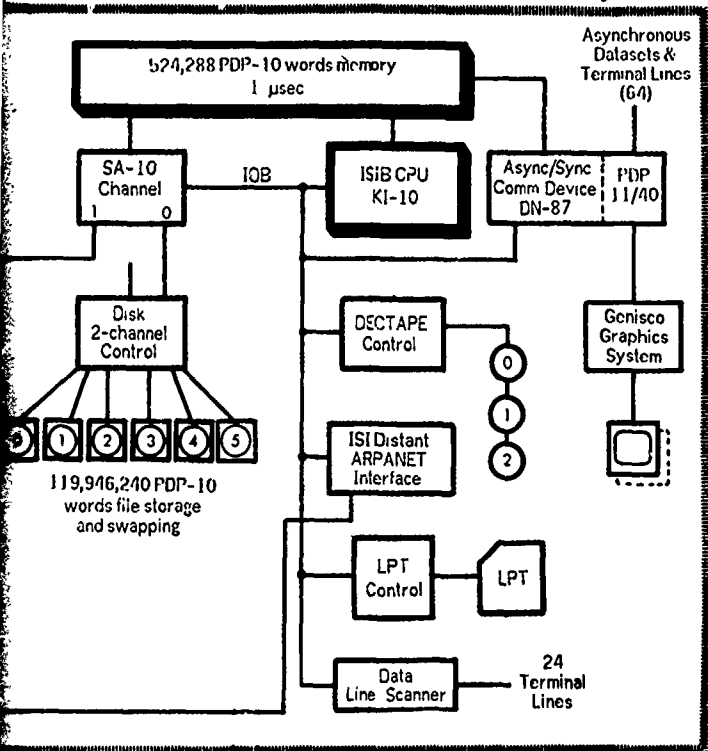 524,288 PDP-10 words memory
1 μsec
Asynchronous
Datasets &
Terminal Lines
(64)
SA-10
Channel
1 0
IOB
ISIB CPU
KI-10
Async/Sync
Comm Device
DN-87
PDP
11/40
Disk
2-channel
Control
DECTAPE
Control
Genisco
Graphics
System
0
1
2
0 1 2 3 4 5
119,946,240 PDP-10
words file storage
and swapping
ISI Distant
ARPANET
Interface
LPT
Control
LPT
Data
Line Scanner
24
Terminal
Lines